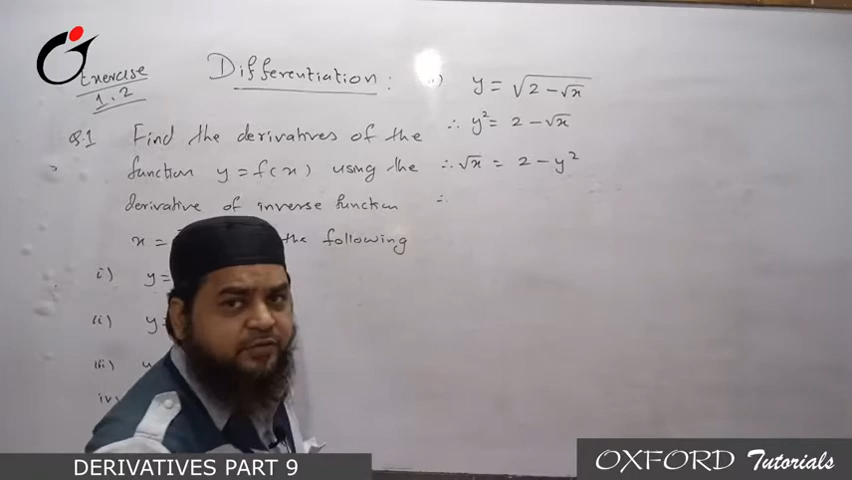 Exercise
1.2
Differentiation :
Q.1 Find the derivatives of the
function y = f(x) using the
derivative of inverse function
x = the following
i) y =
ii) y =
iii)
iv)
ii) y = √(2 - √x)
∴ y² = 2 - √x
∴ √x = 2 - y²
∴
DERIVATIVES PART 9
OXFORD Tutorials